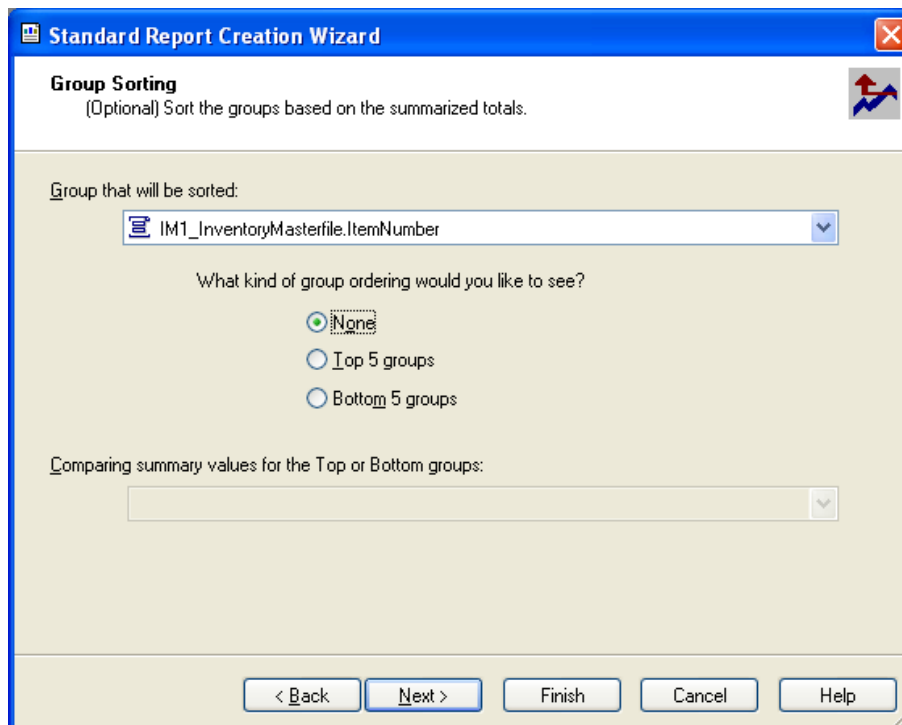 Standard Report Creation Wizard
Group Sorting
(Optional) Sort the groups based on the summarized totals.
Group that will be sorted:
IM1_InventoryMasterfile.ItemNumber
What kind of group ordering would you like to see?
None
Top 5 groups
Bottom 5 groups
Comparing summary values for the Top or Bottom groups:
< Back Next > Finish Cancel Help